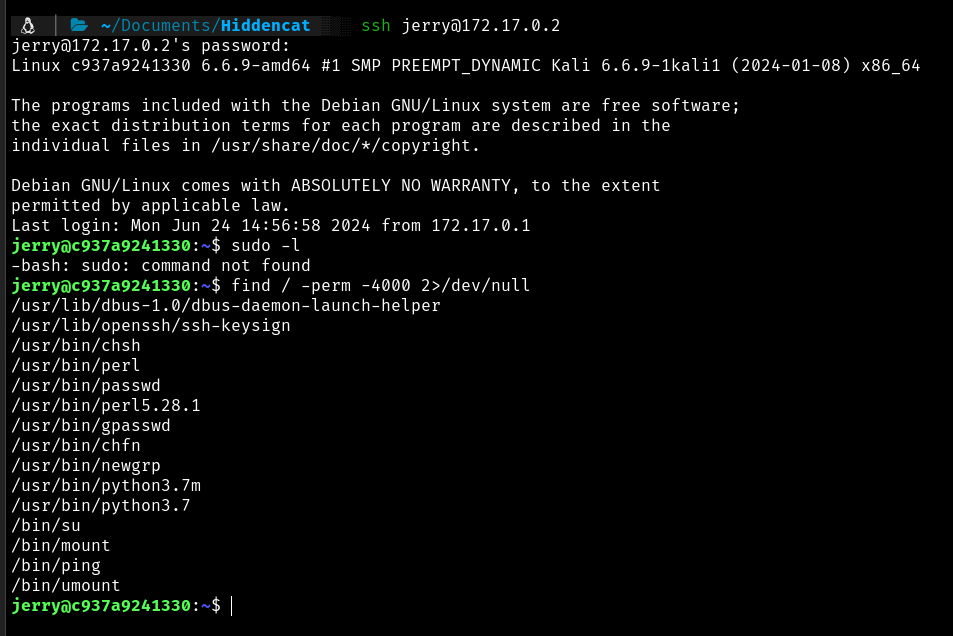 ~/Documents/Hiddencat ssh jerry@172.17.0.2
jerry@172.17.0.2's password:
Linux c937a9241330 6.6.9-amd64 #1 SMP PREEMPT_DYNAMIC Kali 6.6.9-1kali1 (2024-01-08) x86_64
The programs included with the Debian GNU/Linux system are free software;
the exact distribution terms for each program are described in the
individual files in /usr/share/doc/*/copyright.
Debian GNU/Linux comes with ABSOLUTELY NO WARRANTY, to the extent
permitted by applicable law.
Last login: Mon Jun 24 14:56:58 2024 from 172.17.0.1
jerry@c937a9241330:~$ sudo -l
-bash: sudo: command not found
jerry@c937a9241330:~$ find / -perm -4000 2>/dev/null
/usr/lib/dbus-1.0/dbus-daemon-launch-helper
/usr/lib/openssh/ssh-keysign
/usr/bin/chsh
/usr/bin/perl
/usr/bin/passwd
/usr/bin/perl5.28.1
/usr/bin/gpasswd
/usr/bin/chfn
/usr/bin/newgrp
/usr/bin/python3.7m
/usr/bin/python3.7
/bin/su
/bin/mount
/bin/ping
/bin/umount
jerry@c937a9241330:~$